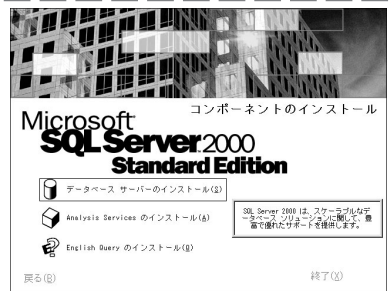 コンポーネントのインストール
Microsoft
SQL Server 2000
Standard Edition
データベース サーバーのインストール(S)
Analysis Services のインストール(A)
English Query のインストール(Q)
SQL Server 2000 は、スケーラブルなデ
ータベース ソリューションに関して、豊
富で優れたサポートを提供します。
戻る(B)
終了(X)